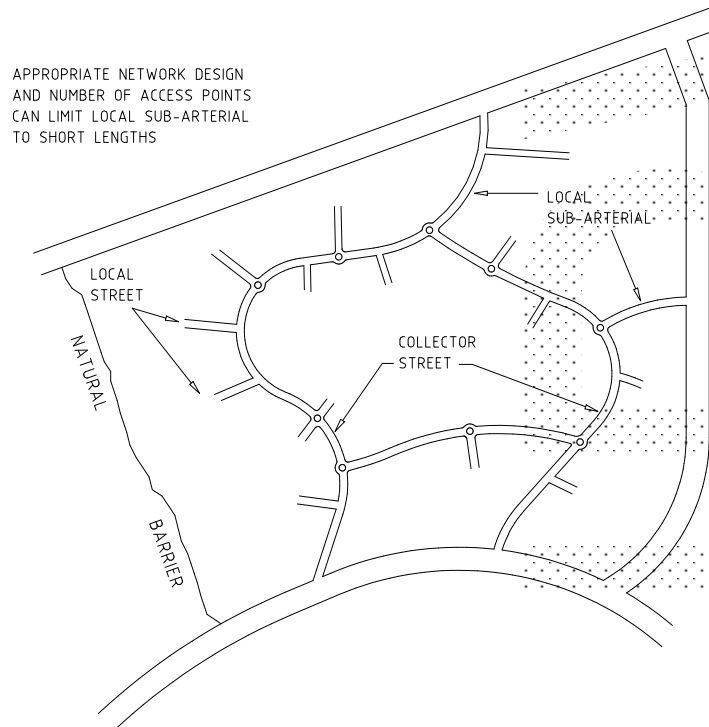 APPROPRIATE NETWORK DESIGN
AND NUMBER OF ACCESS POINTS
CAN LIMIT LOCAL SUB-ARTERIAL
TO SHORT LENGTHS
LOCAL
SUB-ARTERIAL
LOCAL
STREET
COLLECTOR
STREET
NATURAL
BARRIER